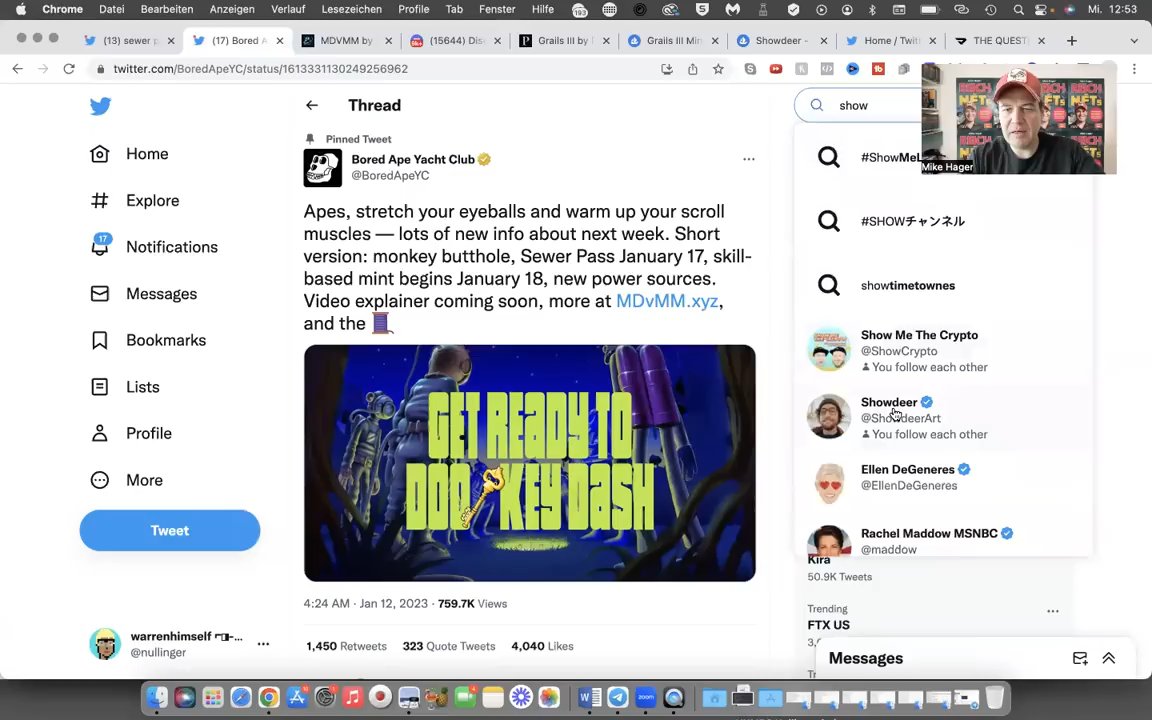 Chrome Datei Bearbeiten Anzeigen Verlauf Lesezeichen Profile Tab Fenster Hilfe 193 Mi. 12:53
(13) sewer p (17) Bored A MDVMM by (15644) Dis Grails III by Grails III Min Showdeer - Home / Twit THE QUEST
twitter.com/BoredApeYC/status/1613331130249256962
Home
Explore
17
Notifications
Messages
Bookmarks
Lists
Profile
More
Tweet
warrenhimself
@nullinger
Thread
Pinned Tweet
Bored Ape Yacht Club
@BoredApeYC
Apes, stretch your eyeballs and warm up your scroll
muscles — lots of new info about next week. Short
version: monkey butthole, Sewer Pass January 17, skill-
based mint begins January 18, new power sources.
Video explainer coming soon, more at MDvMM.xyz,
and the
GET READY TO
DOOKEY DASH
4:24 AM · Jan 12, 2023 · 759.7K Views
1,450 Retweets 323 Quote Tweets 4,040 Likes
show
Mike Hager
#SHOWチャンネル
showtimetownes
Show Me The Crypto
@ShowCrypto
You follow each other
Showdeer
@ShowdeerArt
You follow each other
Ellen DeGeneres
@EllenDeGeneres
Rachel Maddow MSNBC
@maddow
Kira
50.9K Tweets
Trending
FTX US
Messages